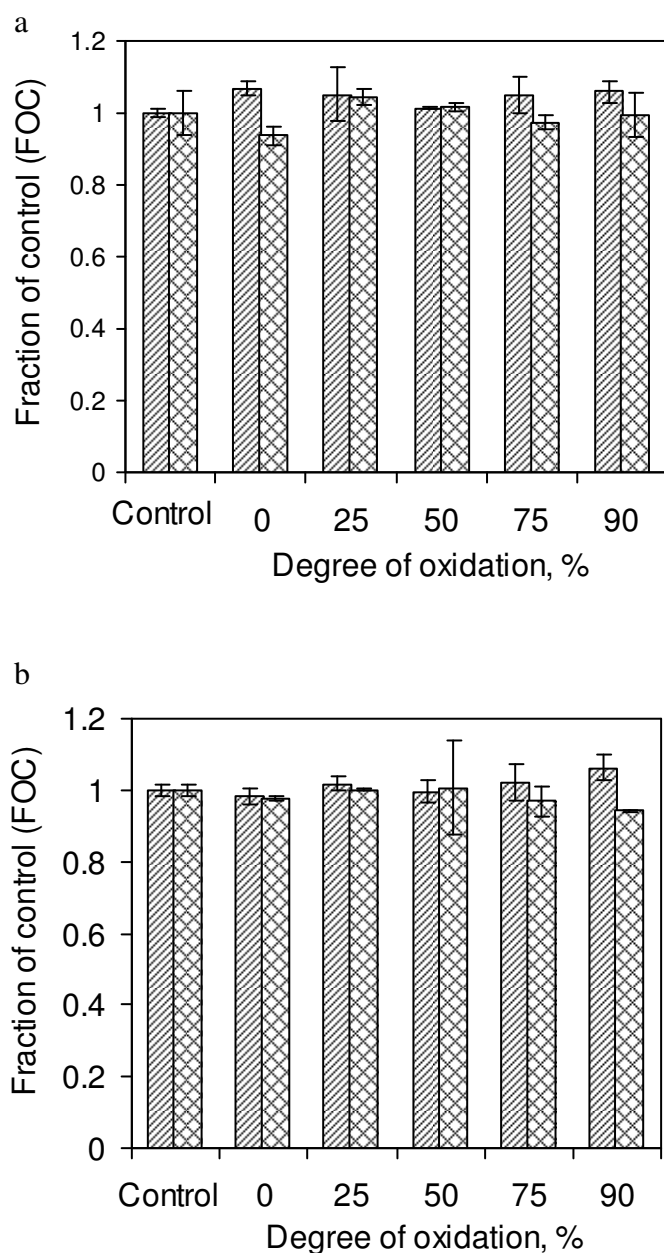 a
Fraction of control (FOC)
1.2
1
0.8
0.6
0.4
0.2
0
Control 0 25 50 75 90
Degree of oxidation, %
b
Fraction of control (FOC)
1.2
1
0.8
0.6
0.4
0.2
0
Control 0 25 50 75 90
Degree of oxidation, %